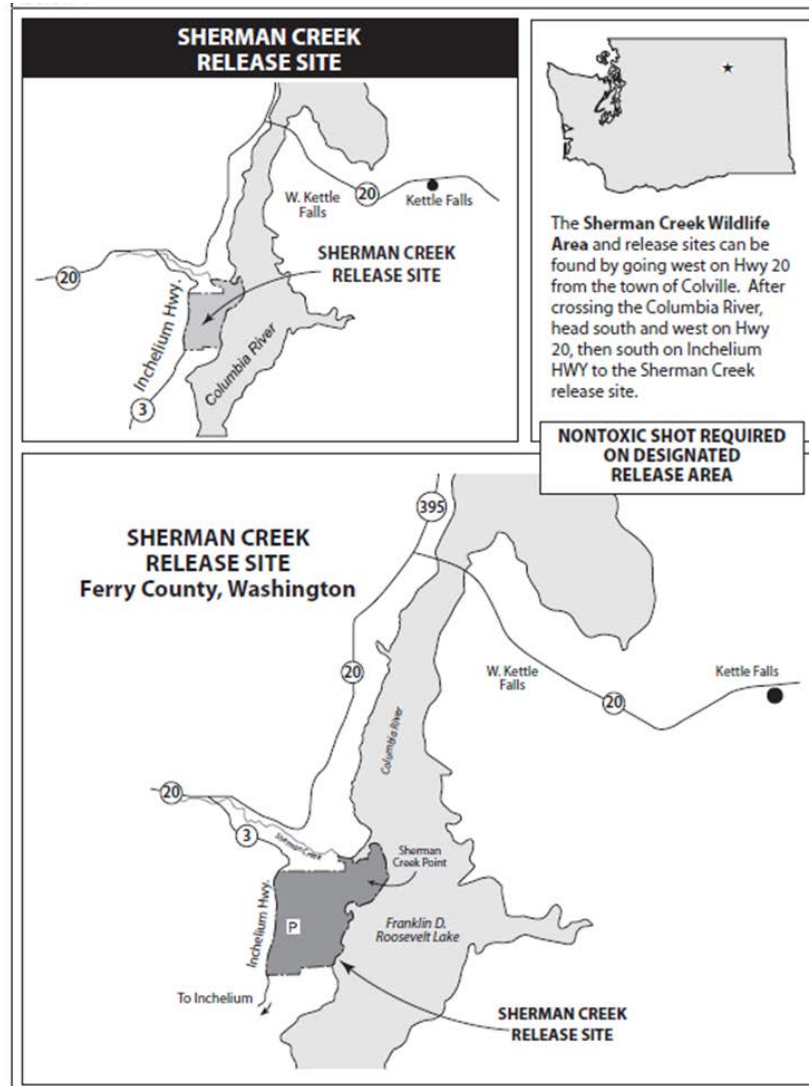 SHERMAN CREEK
RELEASE SITE
20
W. Kettle
Falls
Kettle Falls
SHERMAN CREEK
RELEASE SITE
20
Inchelium Hwy.
Columbia River
3
The Sherman Creek Wildlife
Area and release sites can be
found by going west on Hwy 20
from the town of Colville.  After
crossing the Columbia River,
head south and west on Hwy
20, then south on Inchelium
HWY to the Sherman Creek
release site.
NONTOXIC SHOT REQUIRED
ON DESIGNATED
RELEASE AREA
SHERMAN CREEK
RELEASE SITE
Ferry County, Washington
395
20
W. Kettle
Falls
20
Kettle Falls
Columbia River
20
3
Sherman Creek
Sherman
Creek Point
Inchelium Hwy.
P
Franklin D.
Roosevelt Lake
To Inchelium
SHERMAN CREEK
RELEASE SITE